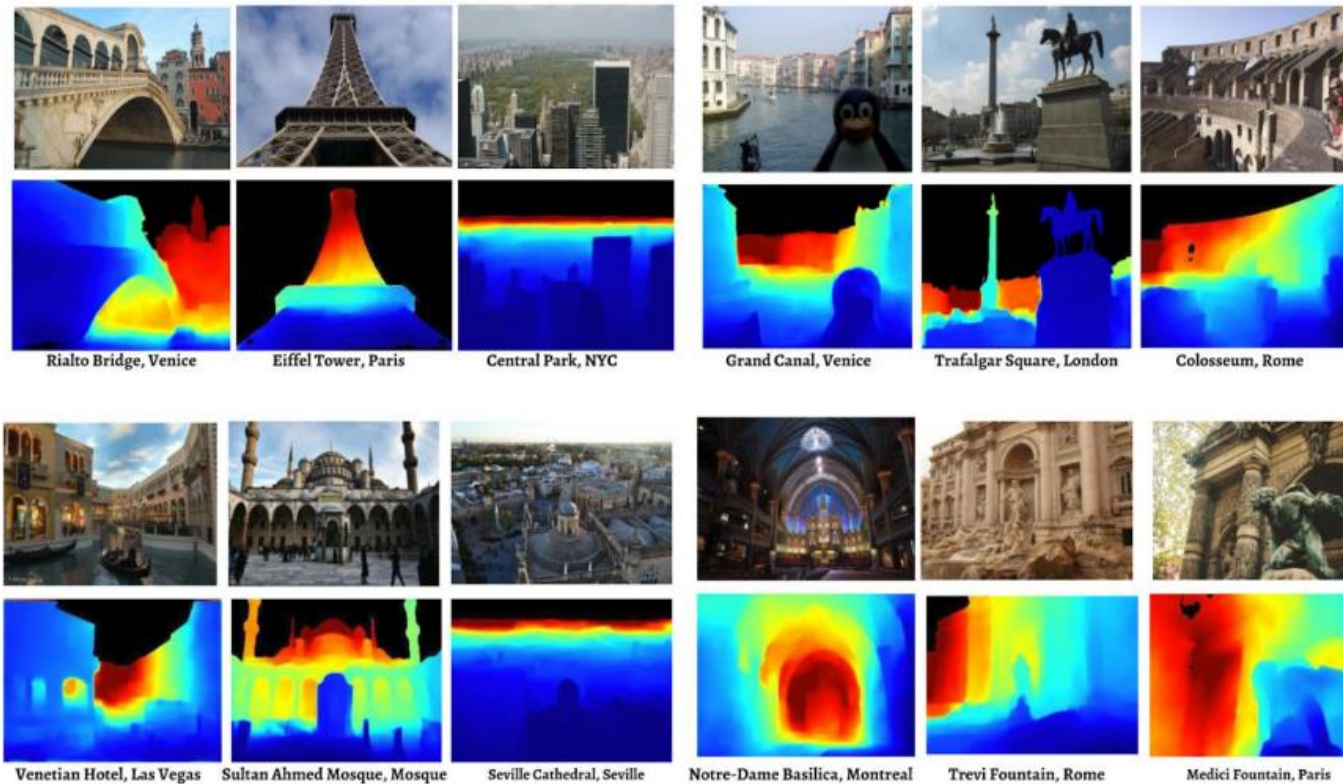 Rialto Bridge, Venice
Eiffel Tower, Paris
Central Park, NYC
Grand Canal, Venice
Trafalgar Square, London
Colosseum, Rome
Venetian Hotel, Las Vegas
Sultan Ahmed Mosque, Mosque
Seville Cathedral, Seville
Notre-Dame Basilica, Montreal
Trevi Fountain, Rome
Medici Fountain, Paris